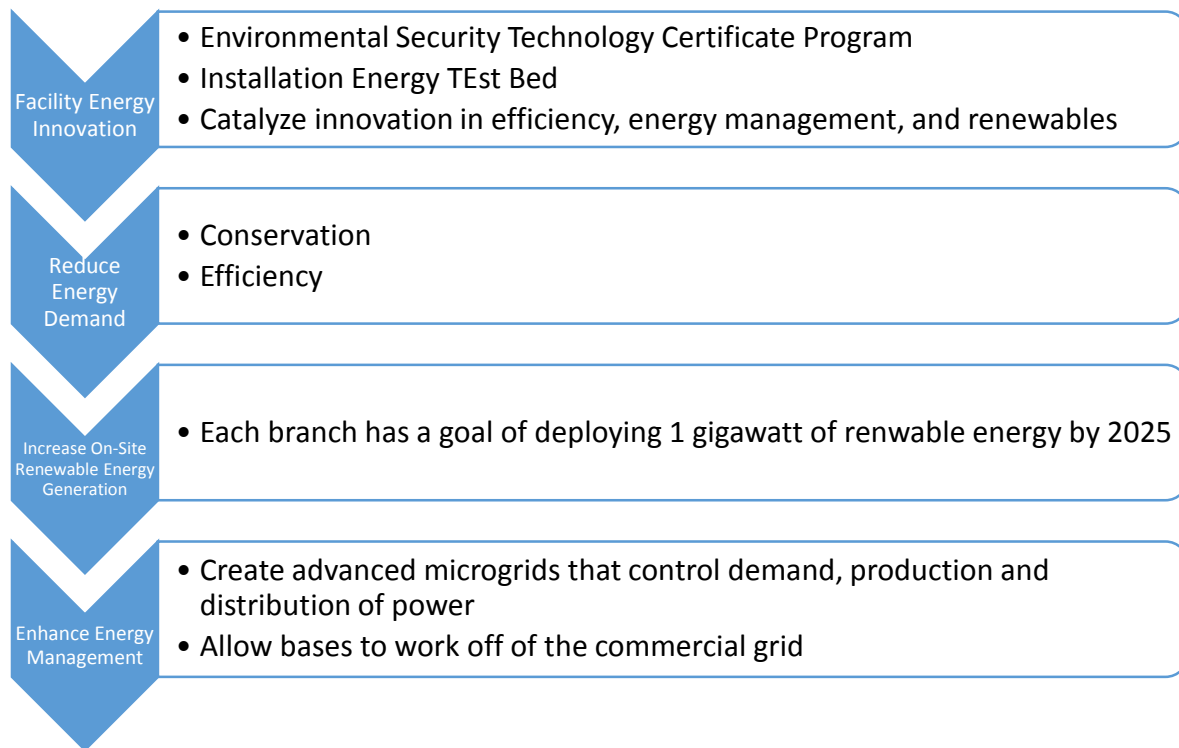 Facility Energy
Innovation
• Environmental Security Technology Certificate Program
• Installation Energy TEst Bed
• Catalyze innovation in efficiency, energy management, and renewables
Reduce
Energy
Demand
• Conservation
• Efficiency
Increase On-Site
Renewable Energy
Generation
• Each branch has a goal of deploying 1 gigawatt of renwable energy by 2025
Enhance Energy
Management
• Create advanced microgrids that control demand, production and
distribution of power
• Allow bases to work off of the commercial grid